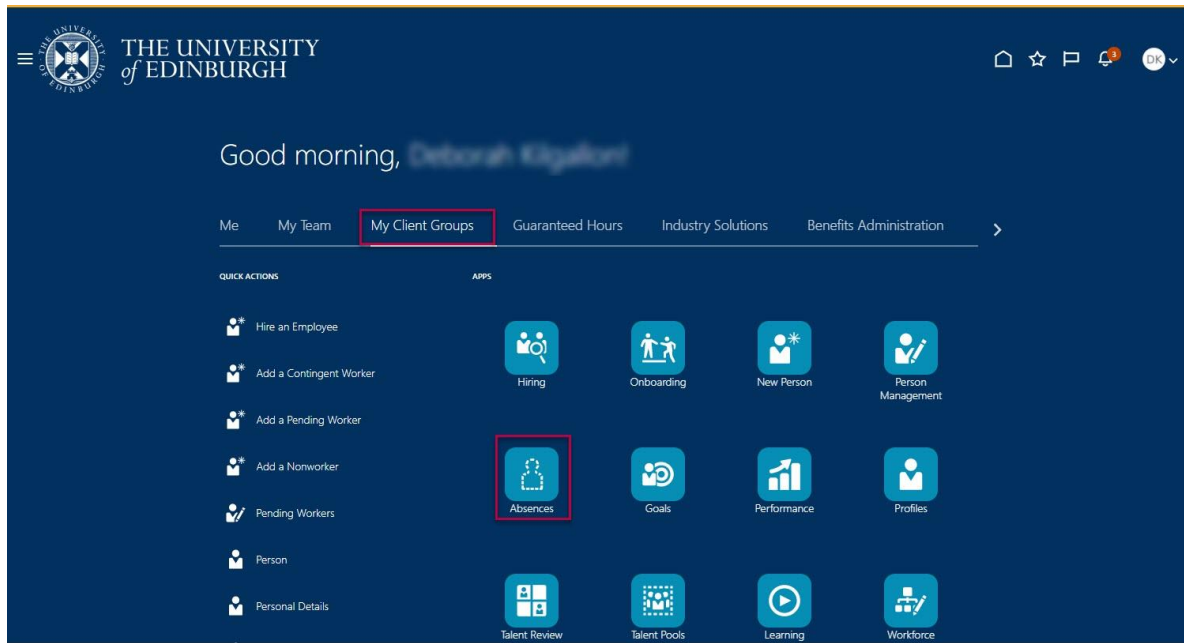 THE UNIVERSITY
of EDINBURGH
3
DK
Good morning,
Me My Team My Client Groups Guaranteed Hours Industry Solutions Benefits Administration
QUICK ACTIONS
APPS
Hire an Employee
Add a Contingent Worker
Add a Pending Worker
Add a Nonworker
Pending Workers
Person
Personal Details
Hiring
Onboarding
New Person
Person
Management
Absences
Goals
Performance
Profiles
Talent Review
Talent Pools
Learning
Workforce